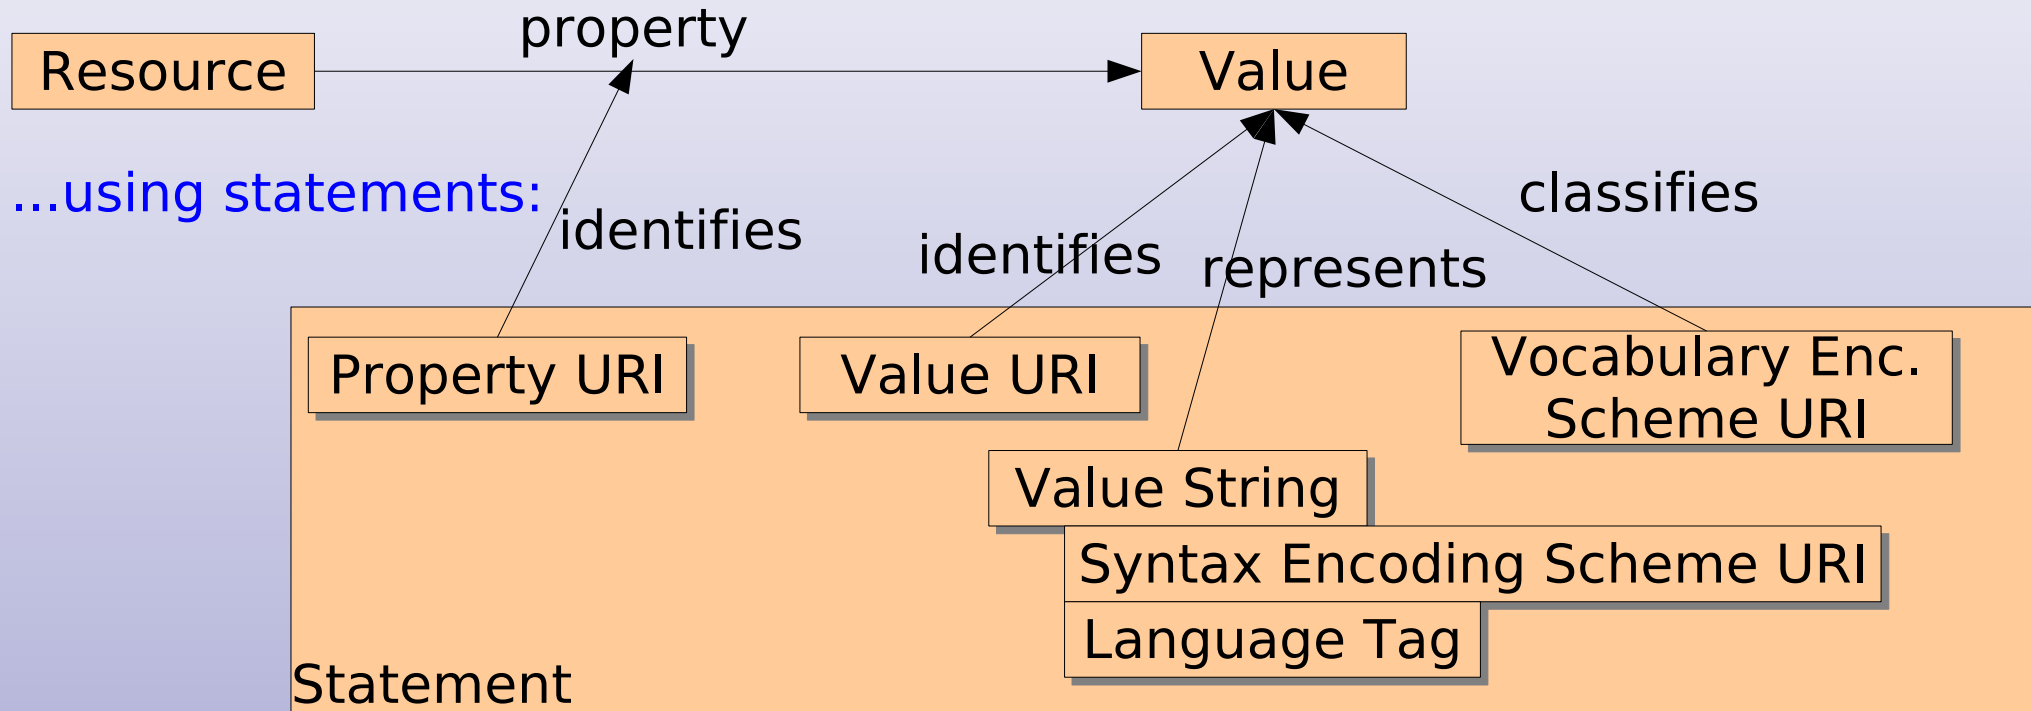 property
Resource
Value
...using statements:
classifies
identifies
identifies
represents
Property URI
Value URI
Vocabulary Enc.
Scheme URI
Value String
Syntax Encoding Scheme URI
Language Tag
Statement